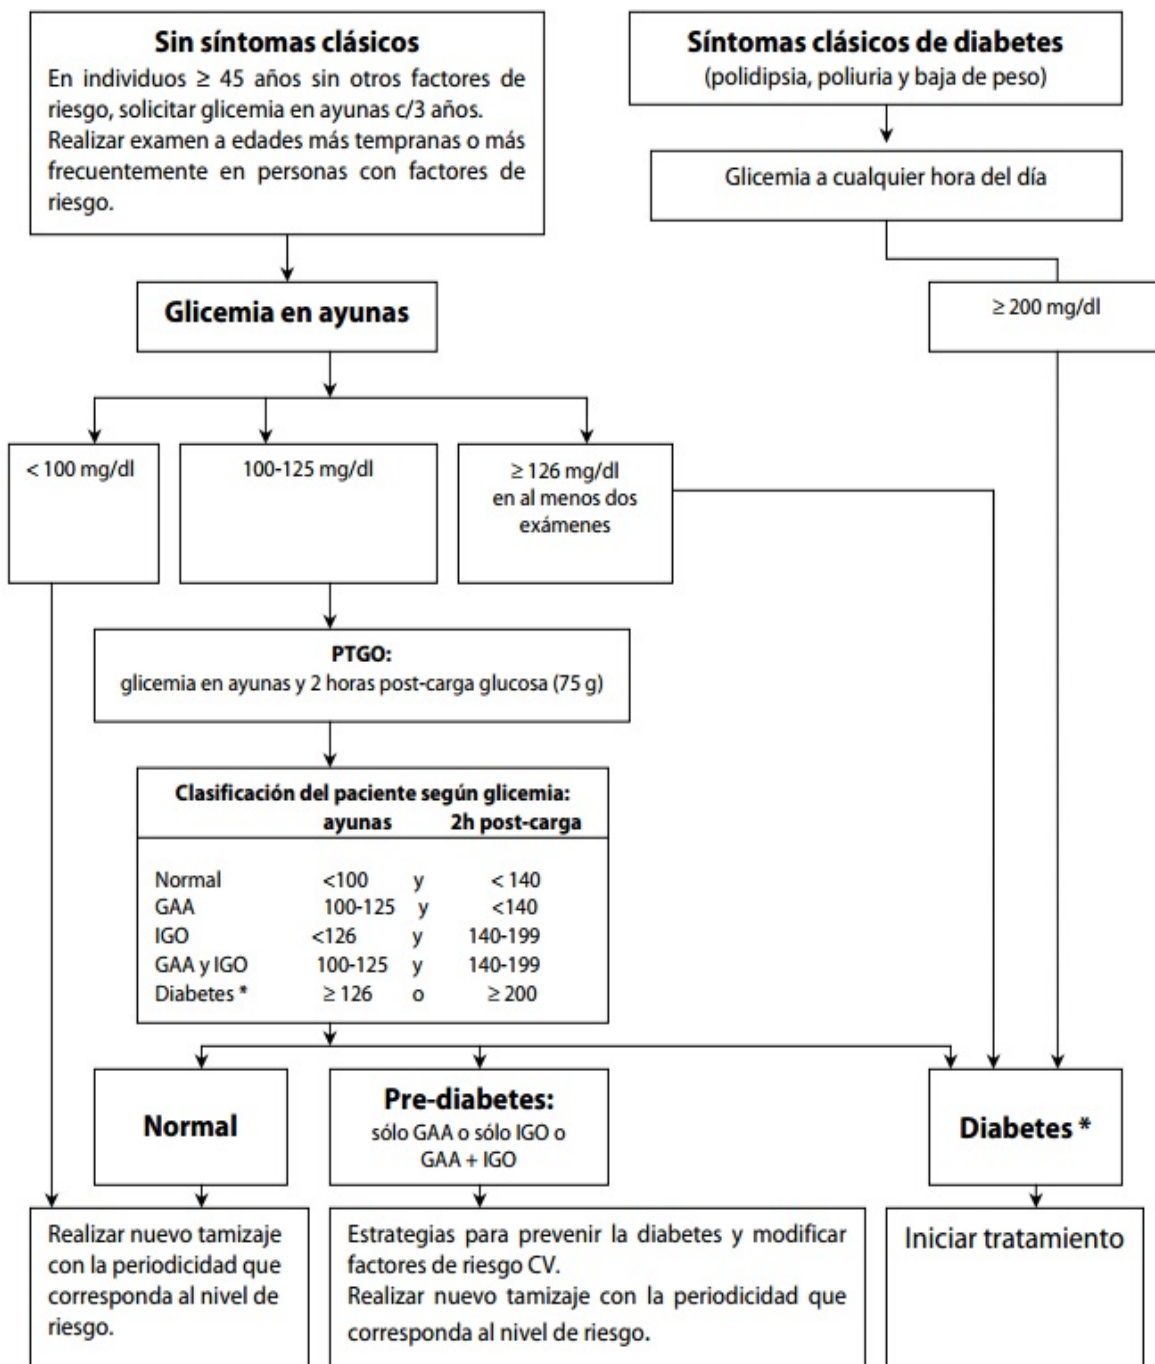 Sin síntomas clásicos
En individuos ≥ 45 años sin otros factores de
riesgo, solicitar glicemia en ayunas c/3 años.
Realizar examen a edades más tempranas o más
frecuentemente en personas con factores de
riesgo.
Síntomas clásicos de diabetes
(polidipsia, poliuria y baja de peso)
Glicemia a cualquier hora del día
≥ 200 mg/dl
Glicemia en ayunas
< 100 mg/dl
100-125 mg/dl
≥ 126 mg/dl
en al menos dos
exámenes
PTGO:
glicemia en ayunas y 2 horas post-carga glucosa (75 g)
Clasificación del paciente según glicemia:
ayunas 2h post-carga
Normal <100 y < 140
GAA 100-125 y <140
IGO <126 y 140-199
GAA y IGO 100-125 y 140-199
Diabetes * ≥ 126 o ≥ 200
Normal
Pre-diabetes:
sólo GAA o sólo IGO o
GAA + IGO
Diabetes *
Realizar nuevo tamizaje
con la periodicidad que
corresponda al nivel de
riesgo.
Estrategias para prevenir la diabetes y modificar
factores de riesgo CV.
Realizar nuevo tamizaje con la periodicidad que
corresponda al nivel de riesgo.
Iniciar tratamiento